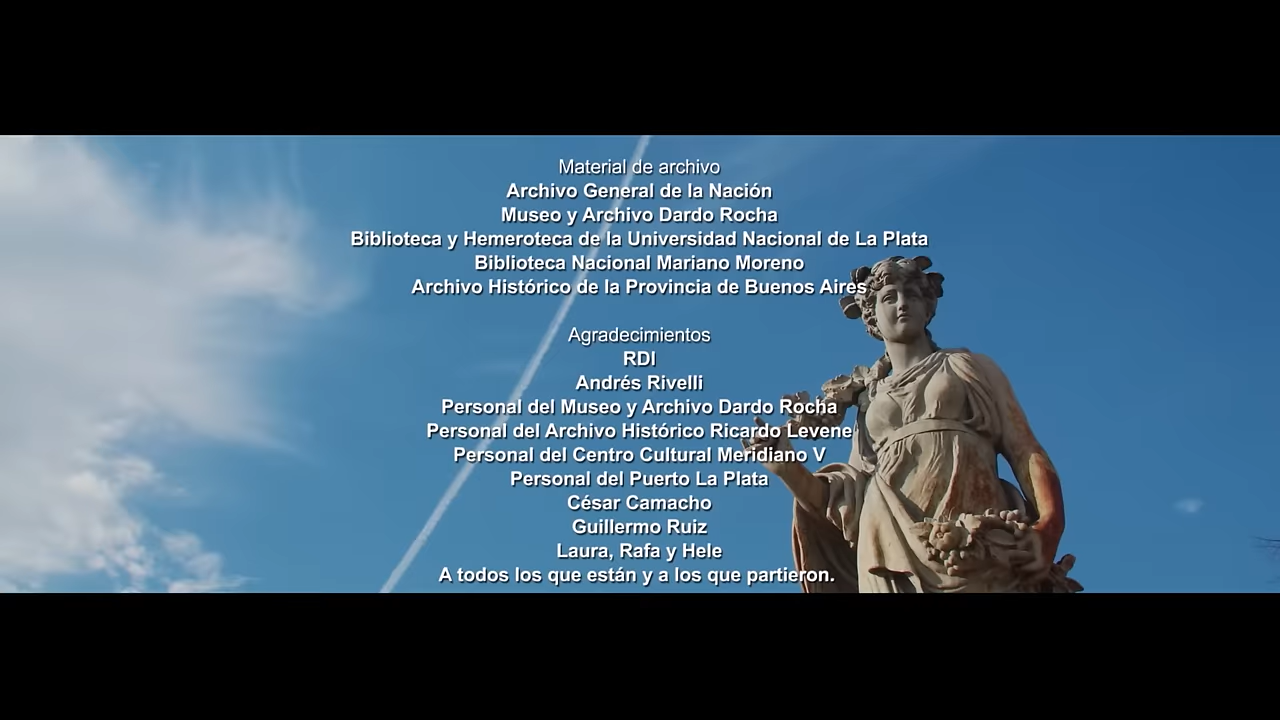 Material de archivo
Archivo General de la Nación
Museo y Archivo Dardo Rocha
Biblioteca y Hemeroteca de la Universidad Nacional de La Plata
Biblioteca Nacional Mariano Moreno
Archivo Histórico de la Provincia de Buenos Aires
Agradecimientos
RDI
Andrés Rivelli
Personal del Museo y Archivo Dardo Rocha
Personal del Archivo Histórico Ricardo Levene
Personal del Centro Cultural Meridiano V
Personal del Puerto La Plata
César Camacho
Guillermo Ruiz
Laura, Rafa y Hele
A todos los que están y a los que partieron.